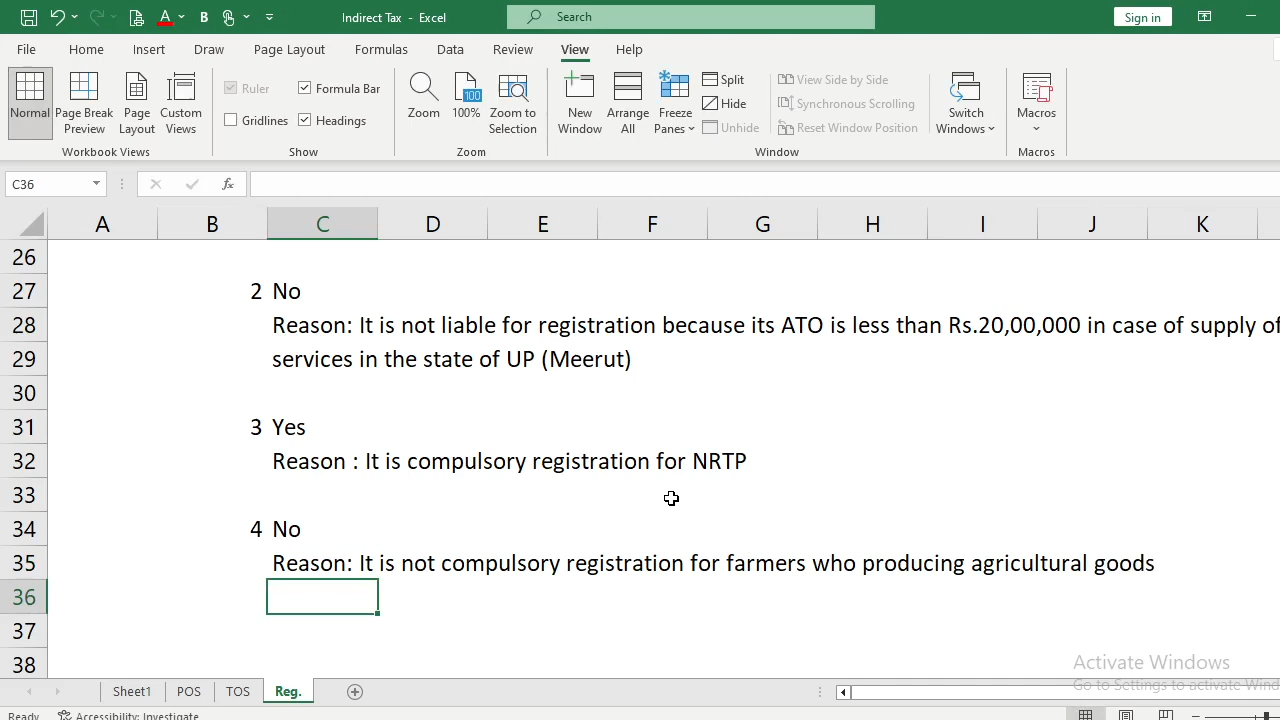 Indirect Tax - Excel
Search
Sign in
File Home Insert Draw Page Layout Formulas Data Review View Help
Normal
Page Break Preview
Page Layout
Custom Views
Workbook Views
Ruler
Formula Bar
Gridlines
Headings
Show
Zoom
100%
Zoom to Selection
Zoom
New Window
Arrange All
Freeze Panes
Split
Hide
Unhide
View Side by Side
Synchronous Scrolling
Reset Window Position
Window
Switch Windows
Macros
Macros
C36
fx
A B C D E F G H I J K
26
27 2 No
28 Reason: It is not liable for registration because its ATO is less than Rs.20,00,000 in case of supply of
29 services in the state of UP (Meerut)
30
31 3 Yes
32 Reason : It is compulsory registration for NRTP
33
34 4 No
35 Reason: It is not compulsory registration for farmers who producing agricultural goods
36
37
38
Activate Windows
Go to Settings to activate Wind
Sheet1 POS TOS Reg.
Ready Accessibility: Investigate